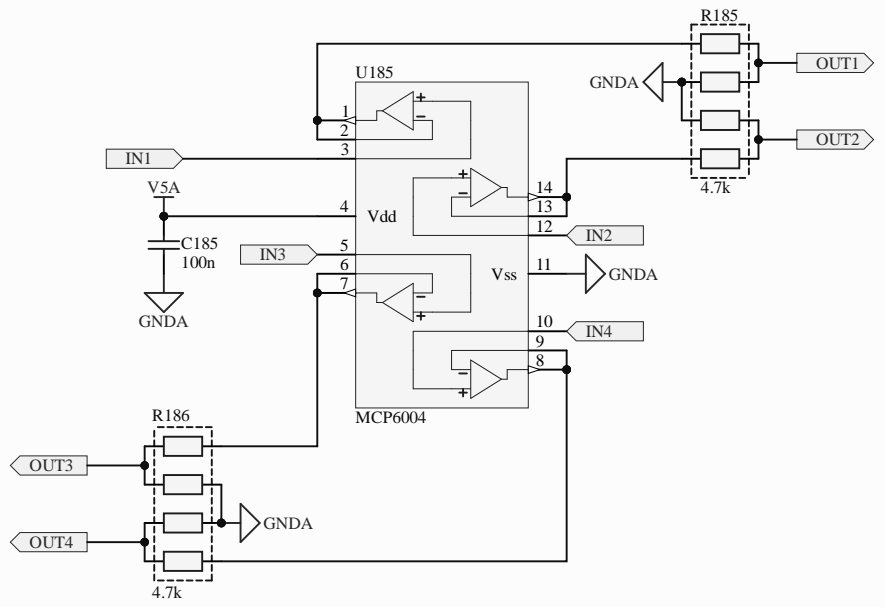 R185
OUT1
GNDA
OUT2
4.7k
U185
1
2
3
IN1
V5A
4
Vdd
C185
100n
GNDA
14
13
12
IN2
IN3
5
6
7
Vss
11
GNDA
10
9
8
IN4
MCP6004
R186
OUT3
GNDA
OUT4
4.7k
+
−
+
−
−
+
−
+